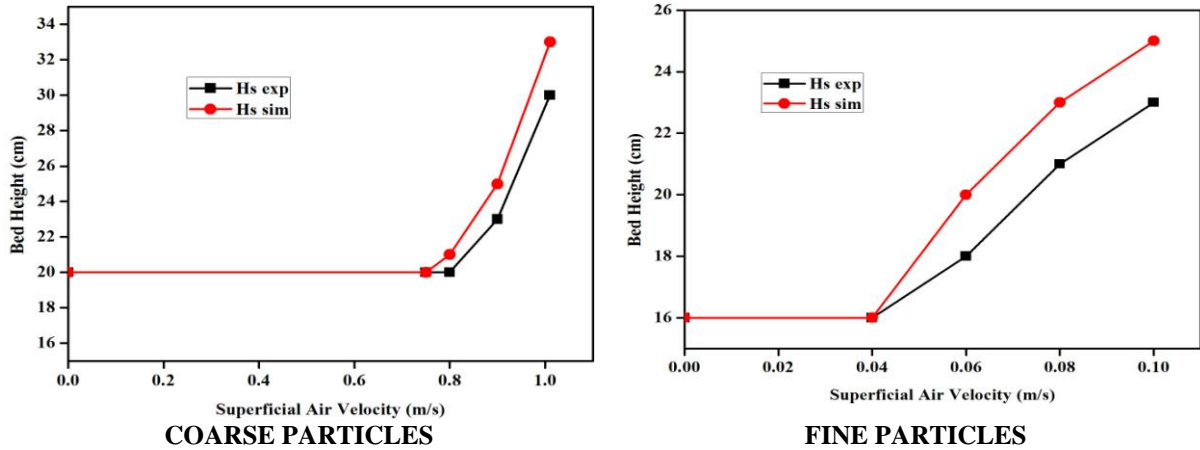 34
32
30
28
26
24
22
20
18
16
Bed Height (cm)
Hs exp
Hs sim
0.0 0.2 0.4 0.6 0.8 1.0
Superficial Air Velocity (m/s)
COARSE PARTICLES
26
24
22
20
18
16
Bed Height (cm)
Hs exp
Hs sim
0.00 0.02 0.04 0.06 0.08 0.10
Superficial Air Velocity (m/s)
FINE PARTICLES